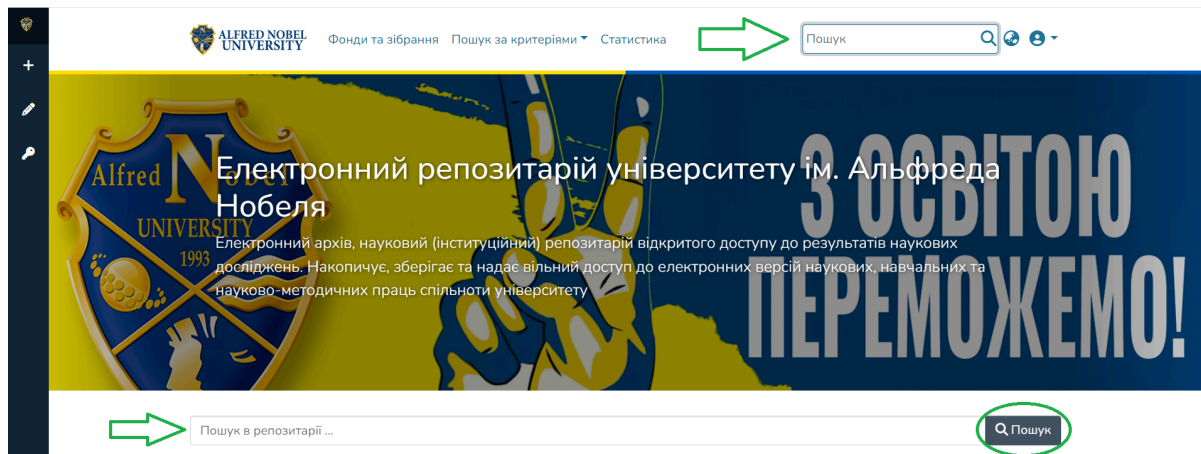 ALFRED NOBEL
UNIVERSITY
Фонди та зібрання Пошук за критеріями Статистика
Пошук
Електронний репозитарій університету ім. Альфреда
Нобеля
Електронний архів, науковий (інституційний) репозитарій відкритого доступу до результатів наукових
досліджень. Накопичує, зберігає та надає вільний доступ до електронних версій наукових, навчальних та
науково-методичних праць спільноти університету
Alfred Nobel
UNIVERSITY
1993
З ОСВІТОЮ
ПЕРЕМОЖЕМО!
Пошук в репозитарії ...
Пошук